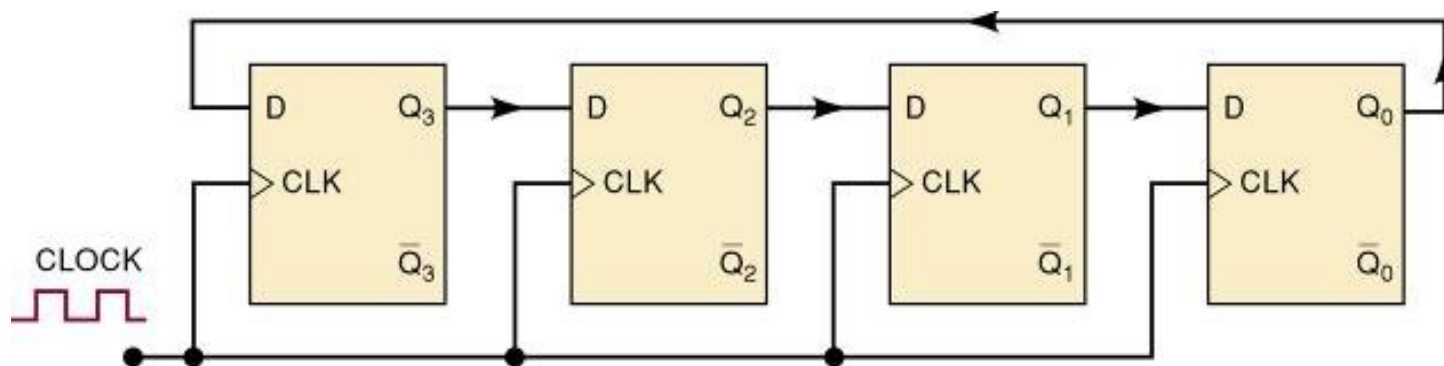 D Q₃ D Q₂ D Q₁ D Q₀
CLK CLK CLK CLK
CLOCK
Q̅₃ Q̅₂ Q̅₁ Q̅₀